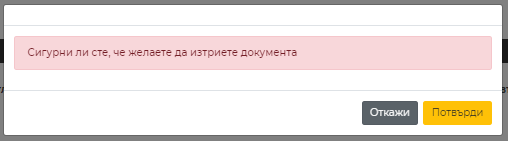 Сигурни ли сте, че желаете да изтриете документа
Откажи
Потвърди